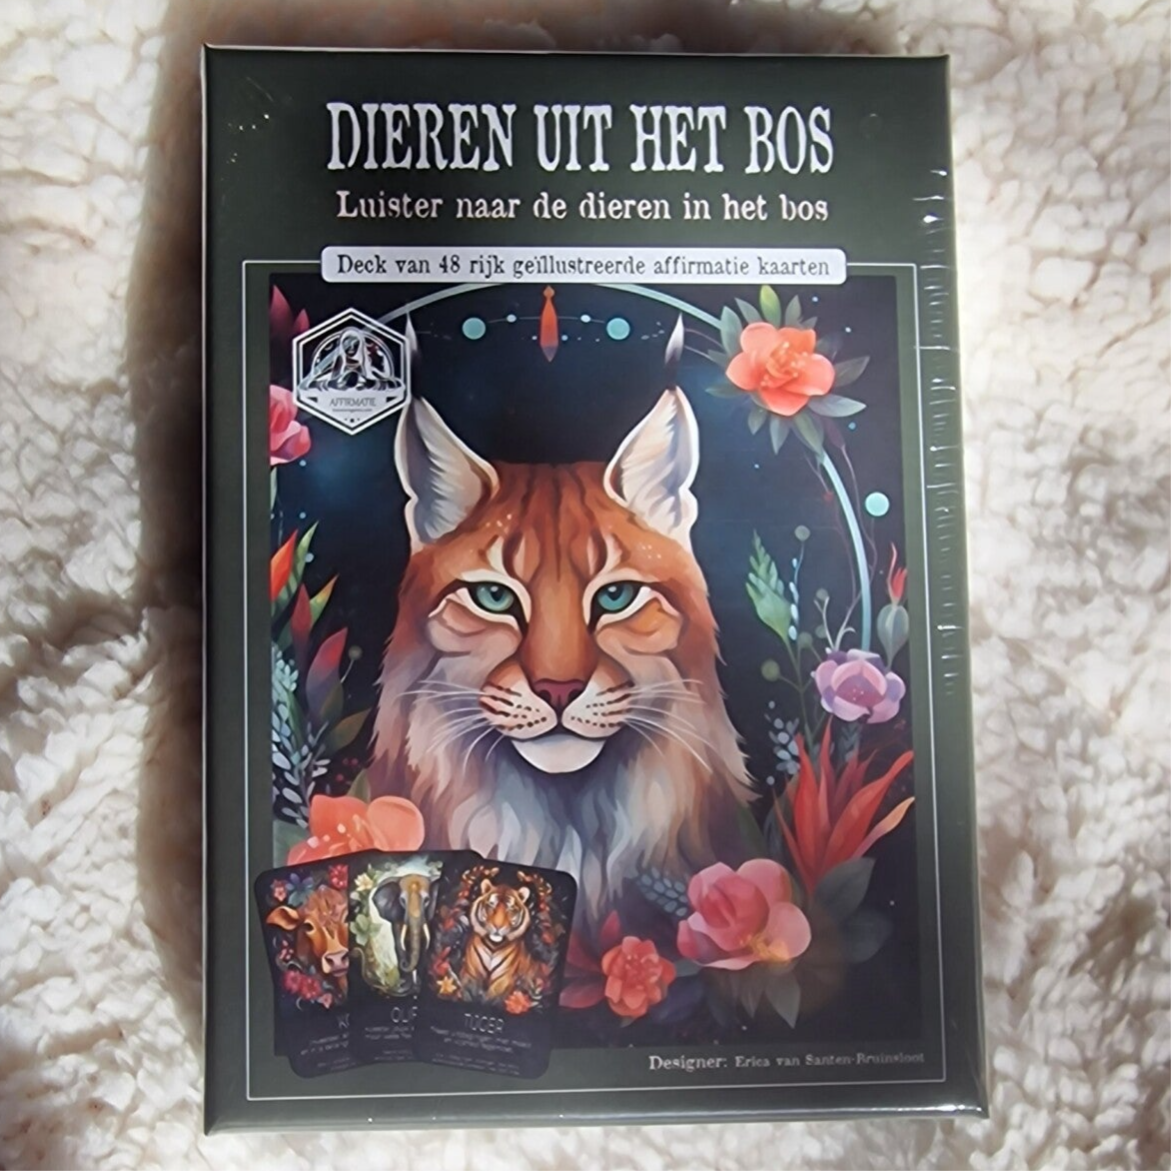 DIEREN UIT HET BOS
Luister naar de dieren in het bos
Deck van 48 rijk geïllustreerde affirmatie kaarten
AFFIRMATIE
TIJGER
Designer: Erica van Santen-Bruinsloot